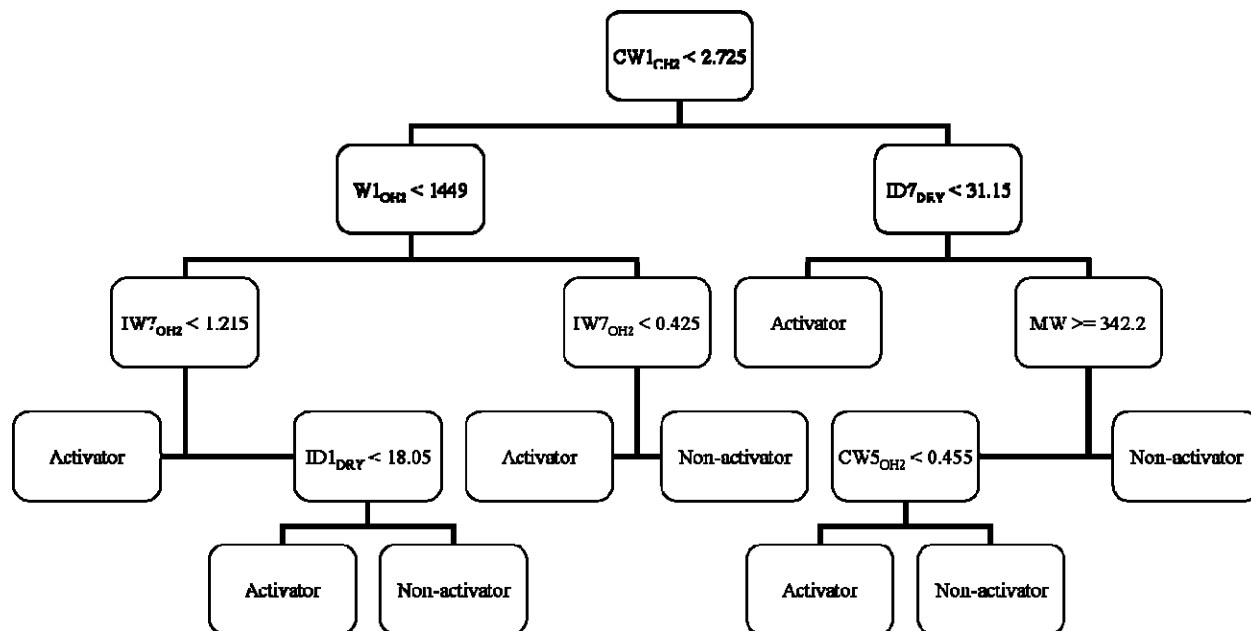 CW1OH2 < 2.725
W1OH2 < 1449
ID7DRY < 31.15
IW7OH2 < 1.215
IW7OH2 < 0.425
Activator
MW >= 342.2
Activator
ID1DRY < 18.05
Activator
Non-activator
CW5OH2 < 0.455
Non-activator
Activator
Non-activator
Activator
Non-activator